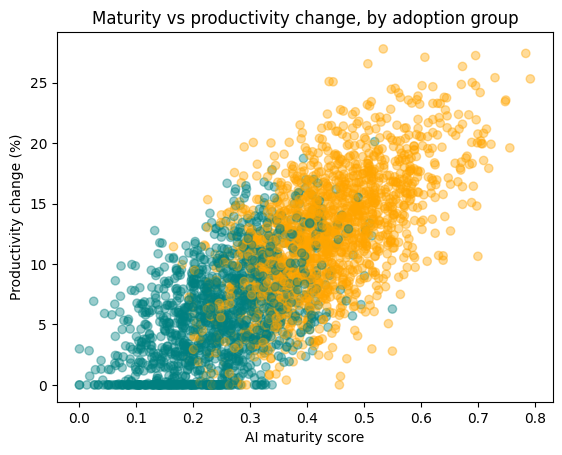 Maturity vs productivity change, by adoption group
Productivity change (%)
25
20
15
10
5
0
0.0 0.1 0.2 0.3 0.4 0.5 0.6 0.7 0.8
AI maturity score